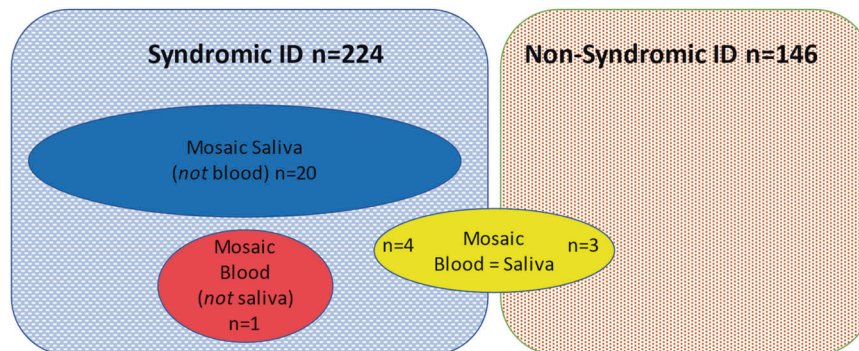 Syndromic ID n=224
Non-Syndromic ID n=146
Mosaic Saliva
(not blood) n=20
n=4 Mosaic n=3
Blood = Saliva
Mosaic
Blood
(not saliva)
n=1